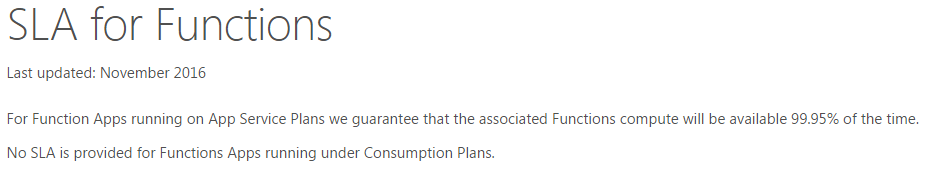 SLA for Functions
Last updated: November 2016
For Function Apps running on App Service Plans we guarantee that the associated Functions compute will be available 99.95% of the time.
No SLA is provided for Functions Apps running under Consumption Plans.